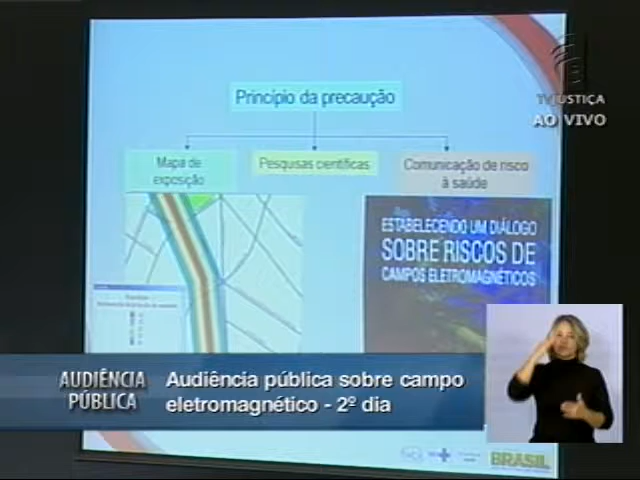 Princípio da precaução
TV JUSTIÇA
AO VIVO
Mapa de
exposição
Pesquisas científicas
Comunicação de risco
à saúde
ESTABELECENDO UM DIÁLOGO
SOBRE RISCOS DE
CAMPOS ELETROMAGNÉTICOS
AUDIÊNCIA
PÚBLICA
Audiência pública sobre campo
eletromagnético - 2º dia
BRASIL